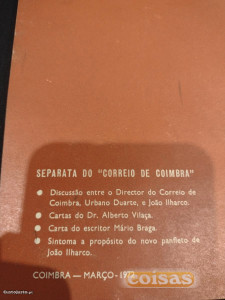 SEPARATA DO "CORREIO DE COIMBRA"
Discussão entre o Director do Correio de
Coimbra, Urbano Duarte, e João Ilharco.
Cartas do Dr. Alberto Vilaça.
Carta do escritor Mário Braga.
Sintoma a propósito do novo panfleto de
João Ilharco.
COIMBRA — MARÇO -
coisas